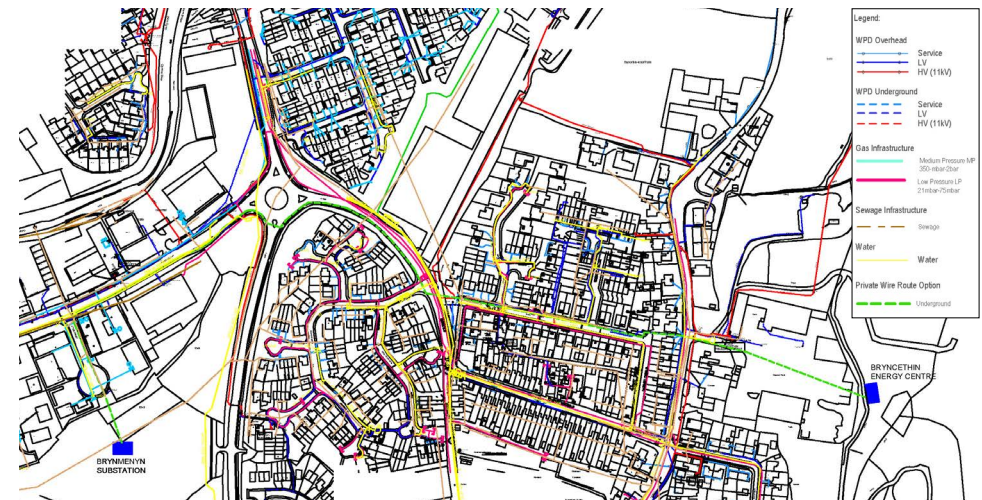 Legend:
WPD Overhead
Service
LV
HV (11kV)
WPD Underground
Service
LV
HV (11kV)
Gas Infrastructure
Medium Pressure MP
350-mbar-2bar
Low Pressure LP
21mbar-75mbar
Sewage Infrastructure
Sewage
Water
Water
Private Wire Route Option
Underground
BRYNCETHIN
ENERGY CENTRE
BRYNMENYN
SUBSTATION